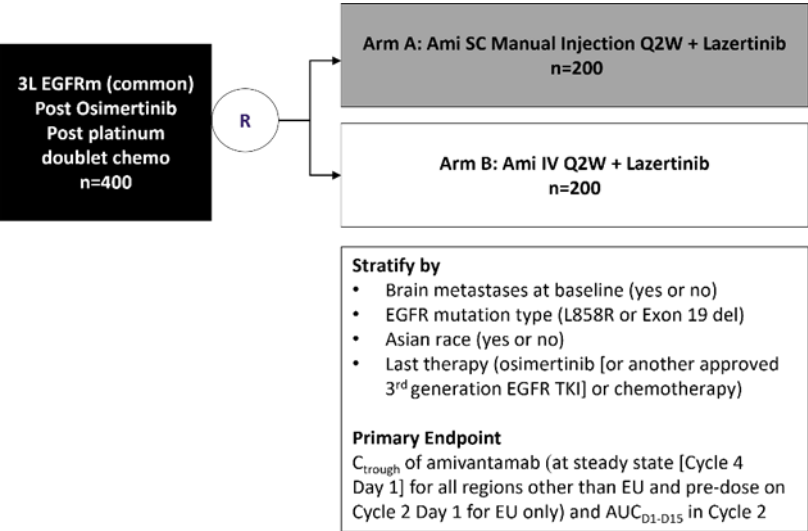 3L EGFRm (common)
Post Osimertinib
Post platinum
doublet chemo
n=400
R
Arm A: Ami SC Manual Injection Q2W + Lazertinib
n=200
Arm B: Ami IV Q2W + Lazertinib
n=200
Stratify by
• Brain metastases at baseline (yes or no)
• EGFR mutation type (L858R or Exon 19 del)
• Asian race (yes or no)
• Last therapy (osimertinib [or another approved
3rd generation EGFR TKI] or chemotherapy)
Primary Endpoint
Ctrough of amivantamab (at steady state [Cycle 4
Day 1] for all regions other than EU and pre-dose on
Cycle 2 Day 1 for EU only) and AUCD1-D15 in Cycle 2